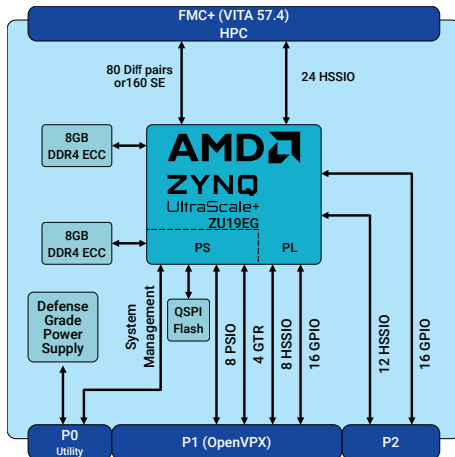 FMC+ (VITA 57.4)
HPC
80 Diff pairs
or160 SE
24 HSSIO
8GB
DDR4 ECC
AMD
ZYNQ
UltraScale+
ZU19EG
PS
PL
8GB
DDR4 ECC
Defense
Grade
Power
Supply
System
Management
QSPI
Flash
8 PSIO
4 GTR
8 HSSIO
16 GPIO
12 HSSIO
16 GPIO
P0
Utility
P1 (OpenVPX)
P2